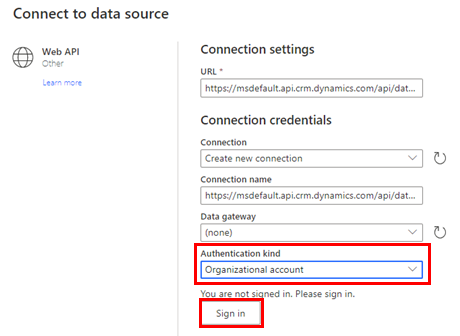 Connect to data source
Web API
Other
Learn more
Connection settings
URL *
https://msdefault.api.crm.dynamics.com/api/dat...
Connection credentials
Connection
Create new connection
Connection name
https://msdefault.api.crm.dynamics.com/api/dat...
Data gateway
(none)
Authentication kind
Organizational account
You are not signed in. Please sign in.
Sign in